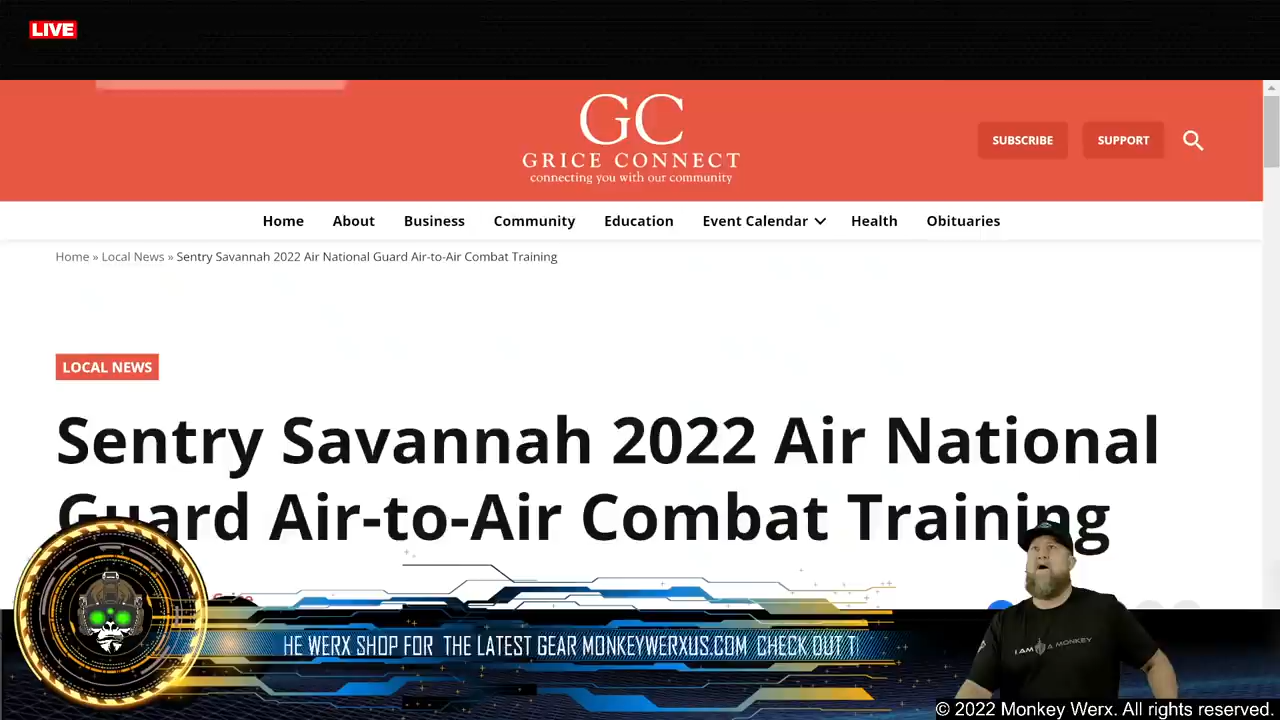 LIVE
GC
GRICE CONNECT
connecting you with our community
SUBSCRIBE
SUPPORT
Home
About
Business
Community
Education
Event Calendar
Health
Obituaries
Home » Local News » Sentry Savannah 2022 Air National Guard Air-to-Air Combat Training
LOCAL NEWS
Sentry Savannah 2022 Air National
Guard Air-to-Air Combat Training
HE WERX SHOP FOR THE LATEST GEAR MONKEYWERXUS.COM CHECK OUT T
I AM A MONKEY
© 2022 Monkey Werx. All rights reserved.